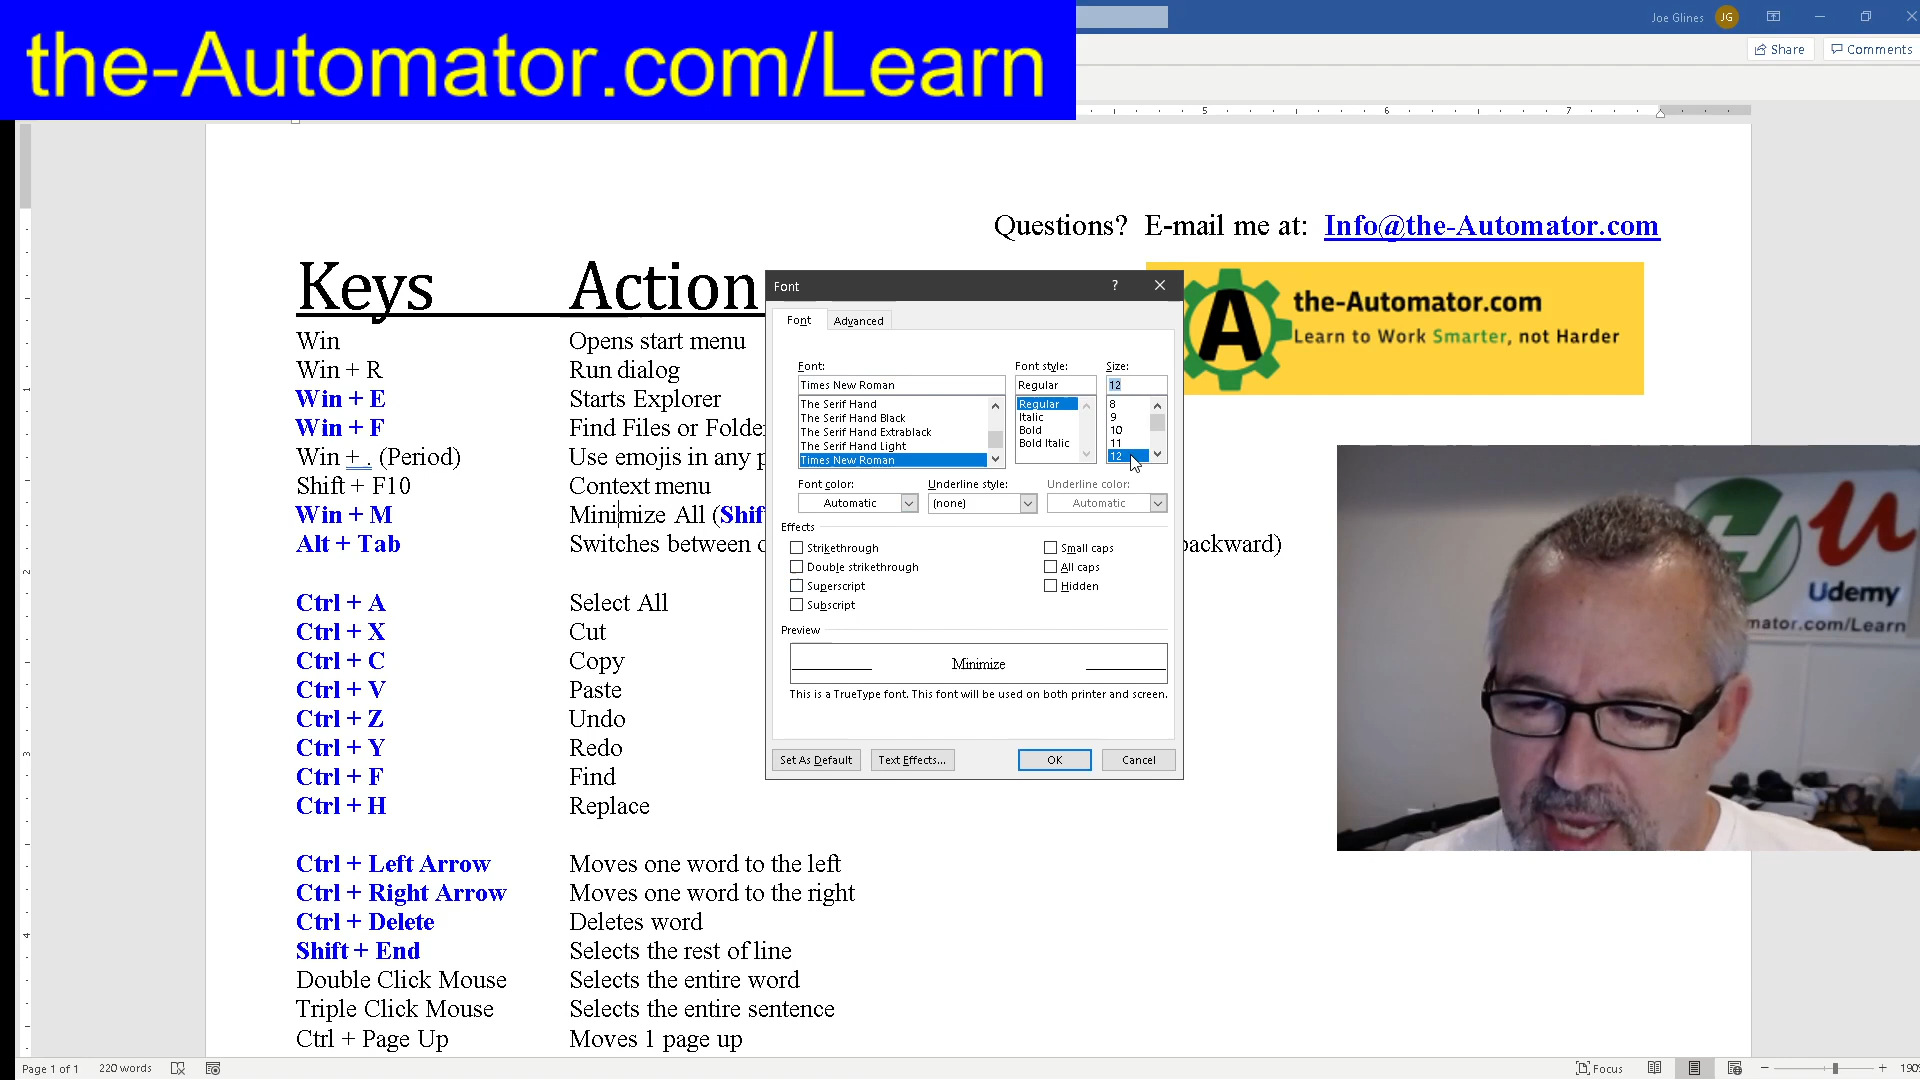 the-Automator.com/Learn
Joe Glines JG
Share Comments
5 6 7
Questions? E-mail me at: Info@the-Automator.com
Keys Action
the-Automator.com
Learn to Work Smarter, not Harder
A
Win Opens start menu
Win + R Run dialog
Win + E Starts Explorer
Win + F Find Files or Folde
Win + . (Period) Use emojis in any p
Shift + F10 Context menu
Win + M Minimize All (Shif
Alt + Tab Switches between o backward)
Ctrl + A Select All
Ctrl + X Cut
Ctrl + C Copy
Ctrl + V Paste
Ctrl + Z Undo
Ctrl + Y Redo
Ctrl + F Find
Ctrl + H Replace
Ctrl + Left Arrow Moves one word to the left
Ctrl + Right Arrow Moves one word to the right
Ctrl + Delete Deletes word
Shift + End Selects the rest of line
Double Click Mouse Selects the entire word
Triple Click Mouse Selects the entire sentence
Ctrl + Page Up Moves 1 page up
Font ?
Font Advanced
Font: Font style: Size:
Times New Roman Regular 12
The Serif Hand Regular 8
The Serif Hand Black Italic 9
The Serif Hand Extrablack Bold 10
The Serif Hand Light Bold Italic 11
Times New Roman 12
Font color: Underline style: Underline color:
Automatic (none) Automatic
Effects
Strikethrough Small caps
Double strikethrough All caps
Superscript Hidden
Subscript
Preview
Minimize
This is a TrueType font. This font will be used on both printer and screen.
Set As Default Text Effects... OK Cancel
Udemy
mator.com/Learn
1
2
3
4
Page 1 of 1 220 words Focus 190%